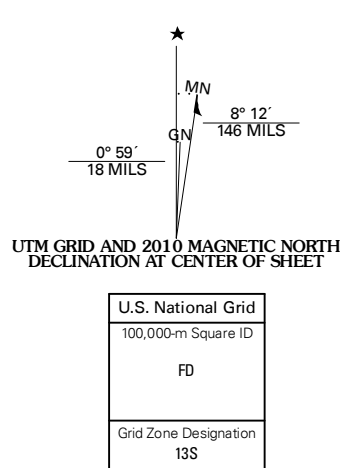 ★
MN
8° 12´
146 MILS
GN
0° 59´
18 MILS
UTM GRID AND 2010 MAGNETIC NORTH
DECLINATION AT CENTER OF SHEET
U.S. National Grid
100,000-m Square ID
FD
Grid Zone Designation
13S